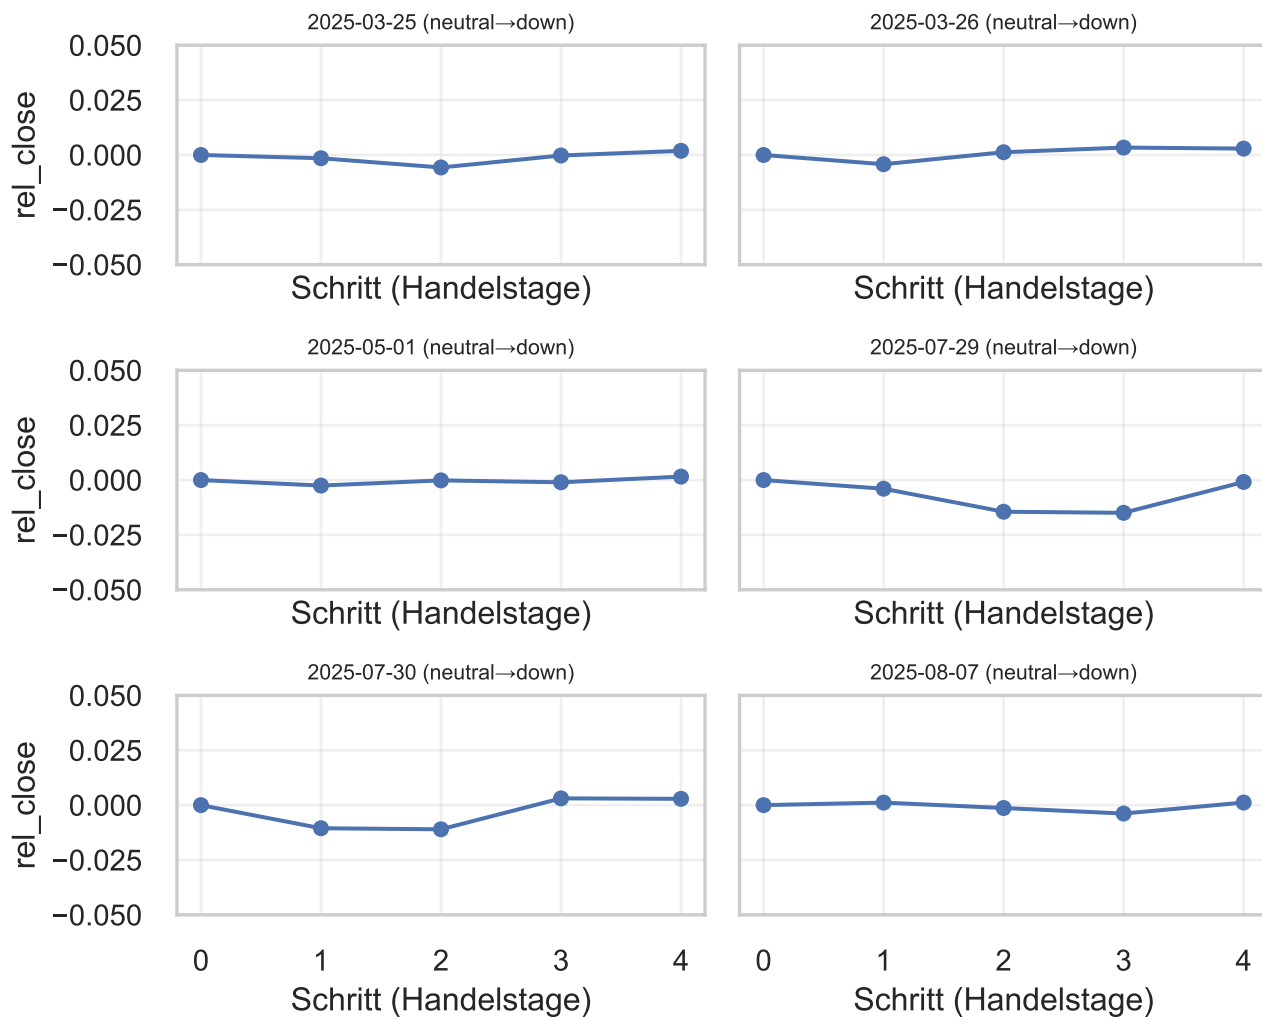 2025-03-25 (neutral→down)
0.050
0.025
0.000
−0.025
−0.050
rel_close
Schritt (Handelstage)
2025-03-26 (neutral→down)
Schritt (Handelstage)
2025-05-01 (neutral→down)
0.050
0.025
0.000
−0.025
−0.050
rel_close
Schritt (Handelstage)
2025-07-29 (neutral→down)
Schritt (Handelstage)
2025-07-30 (neutral→down)
0.050
0.025
0.000
−0.025
−0.050
rel_close
0 1 2 3 4
Schritt (Handelstage)
2025-08-07 (neutral→down)
0 1 2 3 4
Schritt (Handelstage)